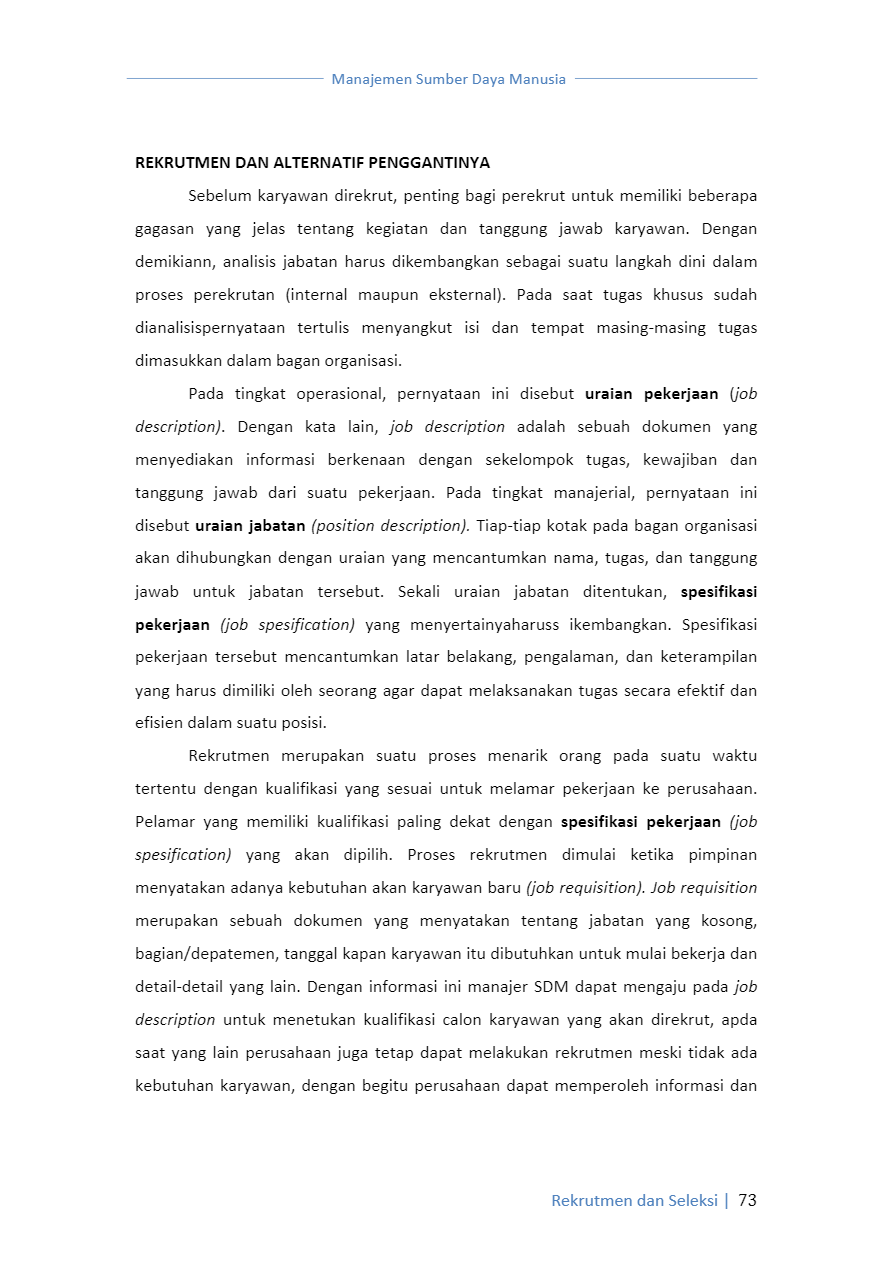 Manajemen Sumber Daya Manusia
REKRUTMEN DAN ALTERNATIF PENGGANTINYA
Sebelum karyawan direkrut, penting bagi perekrut untuk memiliki beberapa
gagasan yang jelas tentang kegiatan dan tanggung jawab karyawan. Dengan
demikiann, analisis jabatan harus dikembangkan sebagai suatu langkah dini dalam
proses perekrutan (internal maupun eksternal). Pada saat tugas khusus sudah
dianalisispernyataan tertulis menyangkut isi dan tempat masing-masing tugas
dimasukkan dalam bagan organisasi.
Pada tingkat operasional, pernyataan ini disebut uraian pekerjaan (job
description). Dengan kata lain, job description adalah sebuah dokumen yang
menyediakan informasi berkenaan dengan sekelompok tugas, kewajiban dan
tanggung jawab dari suatu pekerjaan. Pada tingkat manajerial, pernyataan ini
disebut uraian jabatan (position description). Tiap-tiap kotak pada bagan organisasi
akan dihubungkan dengan uraian yang mencantumkan nama, tugas, dan tanggung
jawab untuk jabatan tersebut. Sekali uraian jabatan ditentukan, spesifikasi
pekerjaan (job spesification) yang menyertainyaharuss ikembangkan. Spesifikasi
pekerjaan tersebut mencantumkan latar belakang, pengalaman, dan keterampilan
yang harus dimiliki oleh seorang agar dapat melaksanakan tugas secara efektif dan
efisien dalam suatu posisi.
Rekrutmen merupakan suatu proses menarik orang pada suatu waktu
tertentu dengan kualifikasi yang sesuai untuk melamar pekerjaan ke perusahaan.
Pelamar yang memiliki kualifikasi paling dekat dengan spesifikasi pekerjaan (job
spesification) yang akan dipilih. Proses rekrutmen dimulai ketika pimpinan
menyatakan adanya kebutuhan akan karyawan baru (job requisition). Job requisition
merupakan sebuah dokumen yang menyatakan tentang jabatan yang kosong,
bagian/depatemen, tanggal kapan karyawan itu dibutuhkan untuk mulai bekerja dan
detail-detail yang lain. Dengan informasi ini manajer SDM dapat mengaju pada job
description untuk menetukan kualifikasi calon karyawan yang akan direkrut, apda
saat yang lain perusahaan juga tetap dapat melakukan rekrutmen meski tidak ada
kebutuhan karyawan, dengan begitu perusahaan dapat memperoleh informasi dan
Rekrutmen dan Seleksi | 73